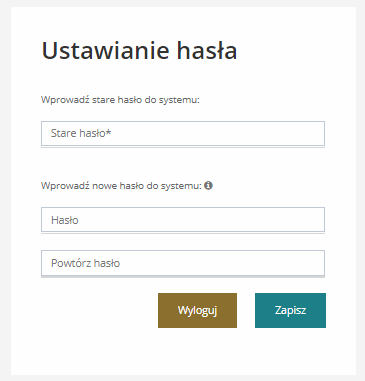 Ustawianie hasła
Wprowadź stare hasło do systemu:
Stare hasło*
Wprowadź nowe hasło do systemu:
Hasło
Powtórz hasło
Wyloguj Zapisz